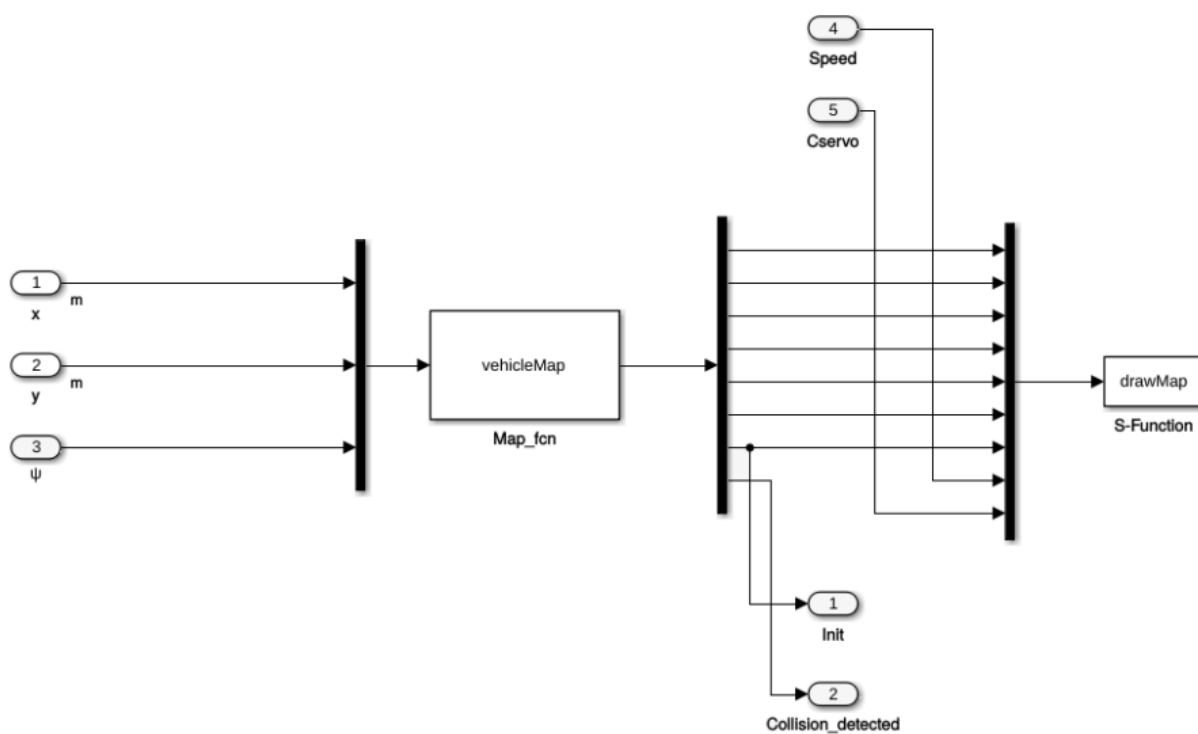 4
Speed
5
Cservo
1
m
x
2
m
y
3
ψ
vehicleMap
Map_fcn
drawMap
S-Function
1
Init
2
Collision_detected